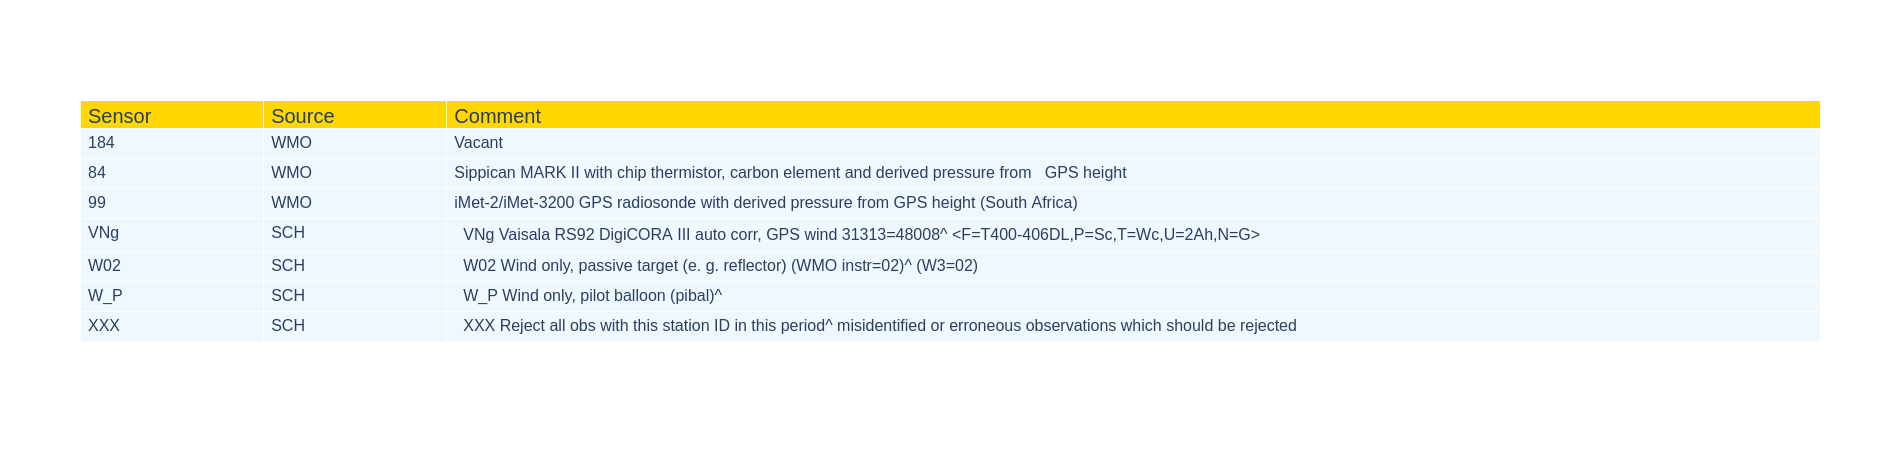 Sensor Source Comment
184 WMO Vacant
84 WMO Sippican MARK II with chip thermistor, carbon element and derived pressure from   GPS height
99 WMO iMet-2/iMet-3200 GPS radiosonde with derived pressure from GPS height (South Africa)
VNg SCH VNg Vaisala RS92 DigiCORA III auto corr, GPS wind 31313=48008^ <F=T400-406DL,P=Sc,T=Wc,U=2Ah,N=G>
W02 SCH W02 Wind only, passive target (e. g. reflector) (WMO instr=02)^ (W3=02)
W_P SCH W_P Wind only, pilot balloon (pibal)^
XXX SCH XXX Reject all obs with this station ID in this period^ misidentified or erroneous observations which should be rejected